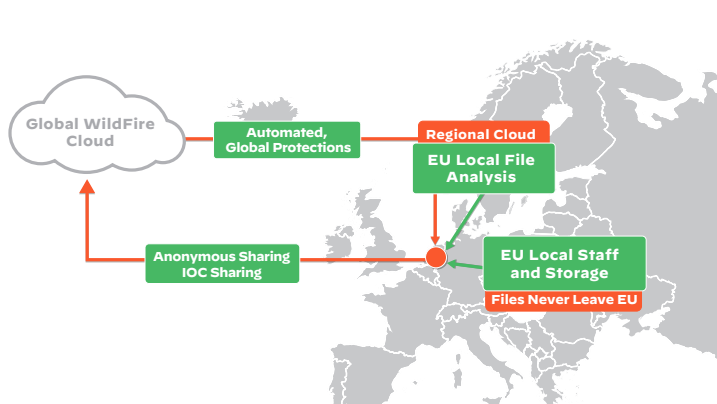 Global WildFire
Cloud
Automated,
Global Protections
Regional Cloud
EU Local File
Analysis
Anonymous Sharing
IOC Sharing
EU Local Staff
and Storage
Files Never Leave EU